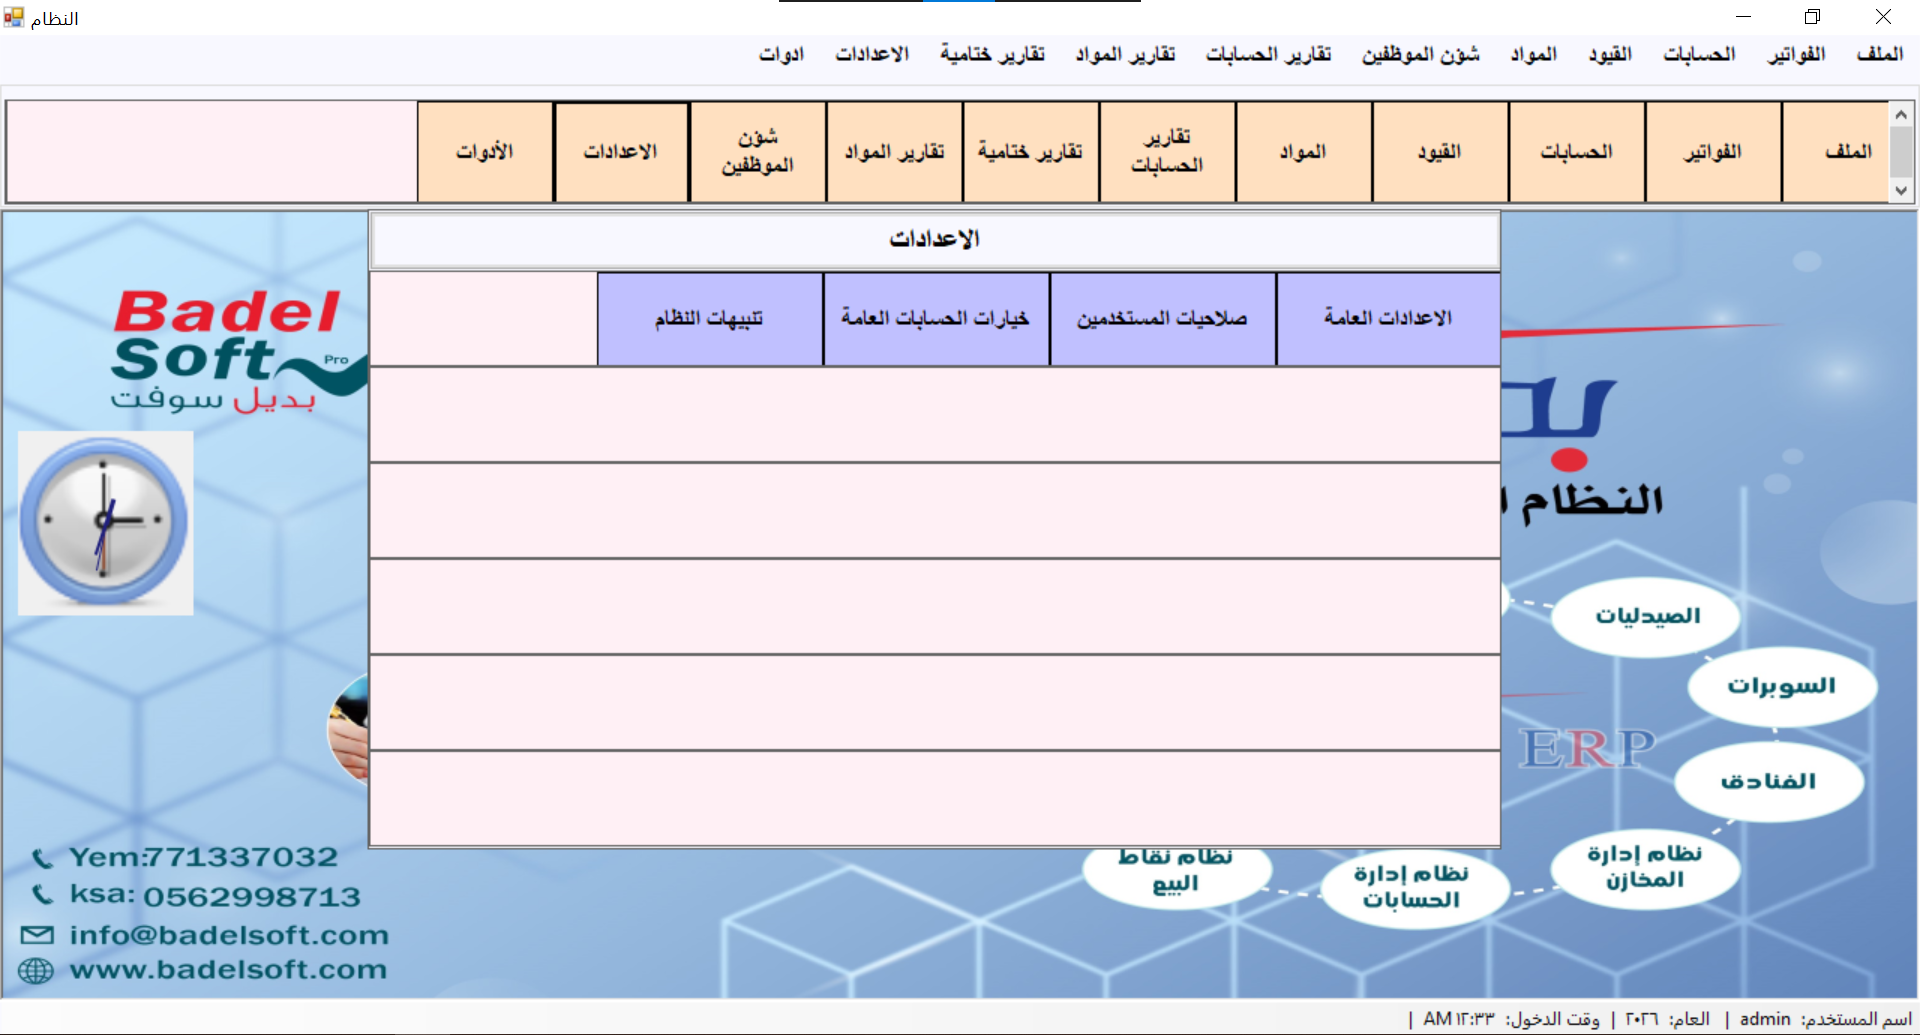 النظام
الملف الفواتير الحسابات القيود المواد شؤن الموظفين تقارير الحسابات تقارير المواد تقارير ختامية الاعدادات ادوات
الملف
الفواتير
الحسابات
القيود
المواد
تقارير
الحسابات
تقارير ختامية
تقارير المواد
شؤن
الموظفين
الاعدادات
الأدوات
الاعدادات
الاعدادات العامة
صلاحيات المستخدمين
خيارات الحسابات العامة
تنبيهات النظام
Badel
Soft Pro
بديل سوفت
النظام
الصيدليات
السوبرات
ERP
الفنادق
نظام إدارة
المخازن
نظام إدارة
الحسابات
نظام نقاط
البيع
Yem:771337032
ksa: 0562998713
info@badelsoft.com
www.badelsoft.com
اسم المستخدم: admin | العام: ٢٠٢٦ | وقت الدخول: ١٢:٣٣ AM |